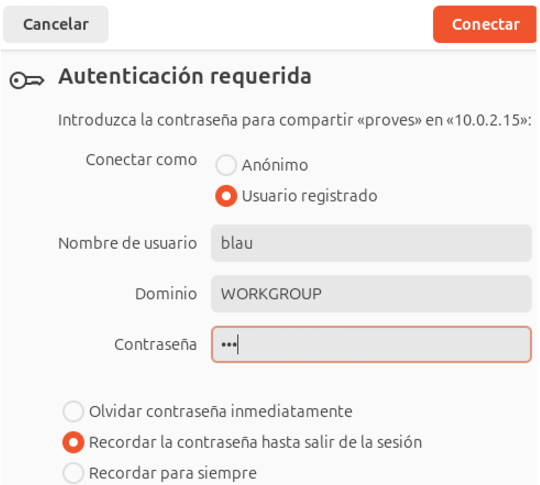 Cancelar Conectar
Autenticación requerida
Introduzca la contraseña para compartir «proves» en «10.0.2.15»:
Conectar como Anónimo
Usuario registrado
Nombre de usuario blau
Dominio WORKGROUP
Contraseña •••
Olvidar contraseña inmediatamente
Recordar la contraseña hasta salir de la sesión
Recordar para siempre